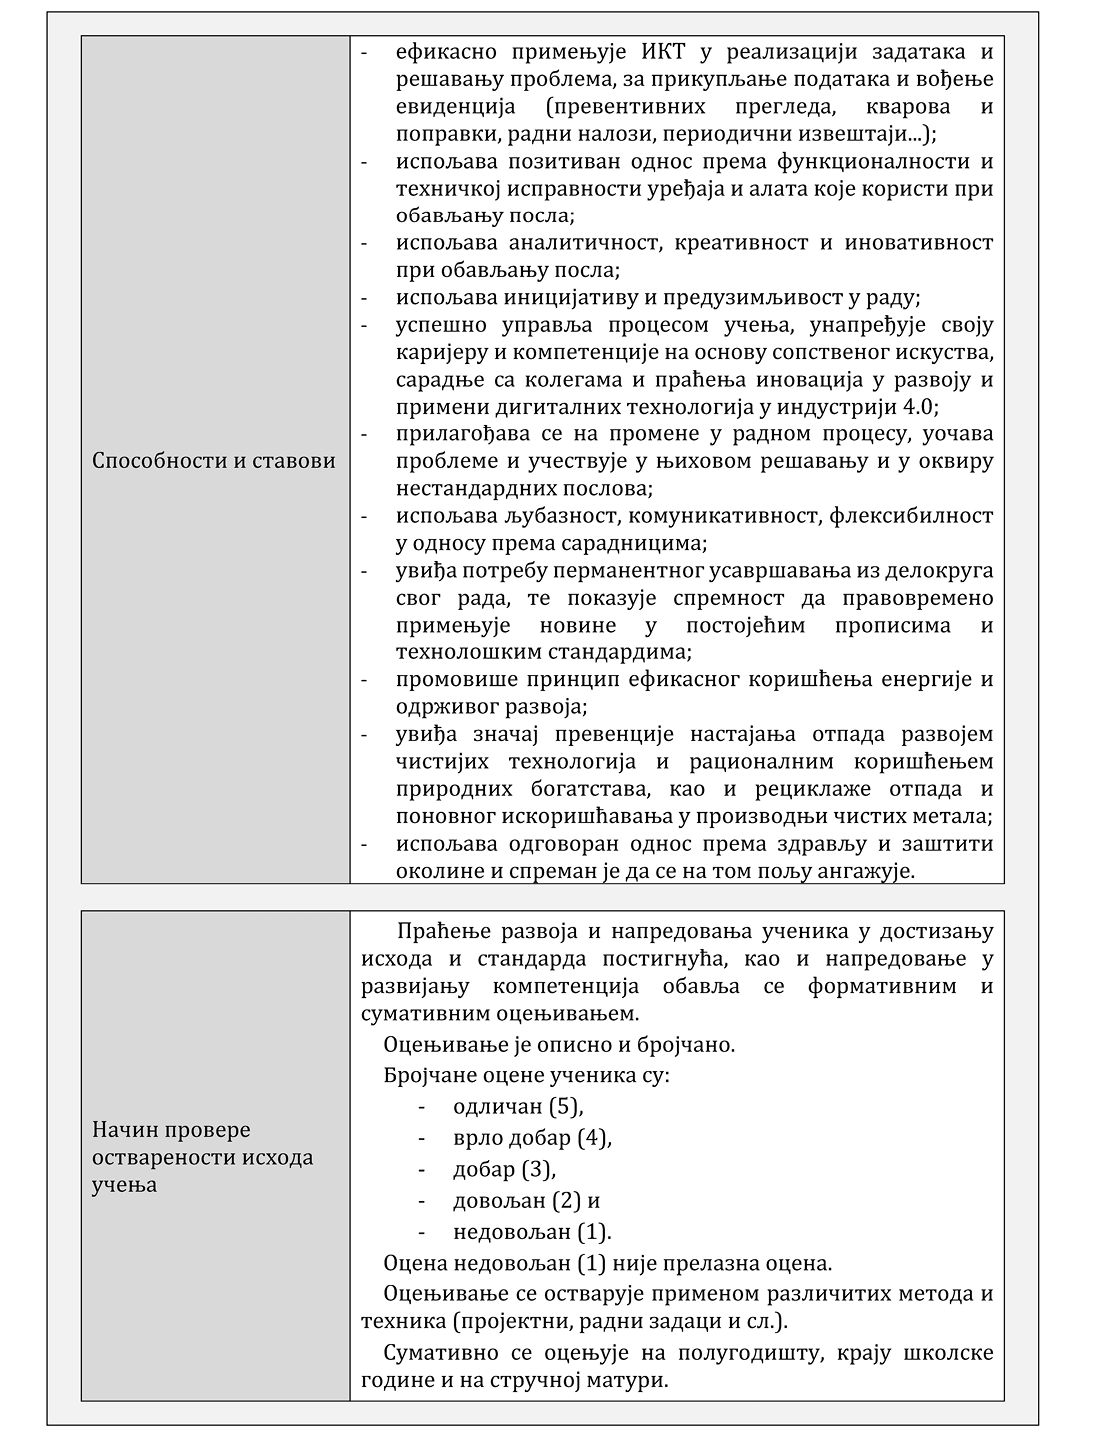 Способности и ставови
- ефикасно примењује ИКТ у реализацији задатака и
решавању проблема, за прикупљање података и вођење
евиденција (превентивних прегледа, кварова и
поправки, радни налози, периодични извештаји...);
- испољава позитиван однос према функционалности и
техничкој исправности уређаја и алата које користи при
обављању посла;
- испољава аналитичност, креативност и иновативност
при обављању посла;
- испољава иницијативу и предузимљивост у раду;
- успешно управља процесом учења, унапређује своју
каријеру и компетенције на основу сопственог искуства,
сарадње са колегама и праћења иновација у развоју и
примени дигиталних технологија у индустрији 4.0;
- прилагођава се на промене у радном процесу, уочава
проблеме и учествује у њиховом решавању и у оквиру
нестандардних послова;
- испољава љубазност, комуникативност, флексибилност
у односу према сарадницима;
- увиђа потребу перманентног усавршавања из делокруга
свог рада, те показује спремност да правовремено
примењује новине у постојећим прописима и
технолошким стандардима;
- промовише принцип ефикасног коришћења енергије и
одрживог развоја;
- увиђа значај превенције настајања отпада развојем
чистијих технологија и рационалним коришћењем
природних богатстава, као и рециклаже отпада и
поновног искоришћавања у производњи чистих метала;
- испољава одговоран однос према здрављу и заштити
околине и спреман је да се на том пољу ангажује.
Начин провере
остварености исхода
учења
Праћење развоја и напредовања ученика у достизању
исхода и стандарда постигнућа, као и напредовање у
развијању компетенција обавља се формативним и
сумативним оцењивањем.
Оцењивање је описно и бројчано.
Бројчане оцене ученика су:
- одличан (5),
- врло добар (4),
- добар (3),
- довољан (2) и
- недовољан (1).
Оцена недовољан (1) није прелазна оцена.
Оцењивање се остварује применом различитих метода и
техника (пројектни, радни задаци и сл.).
Сумативно се оцењује на полугодишту, крају школске
године и на стручној матури.